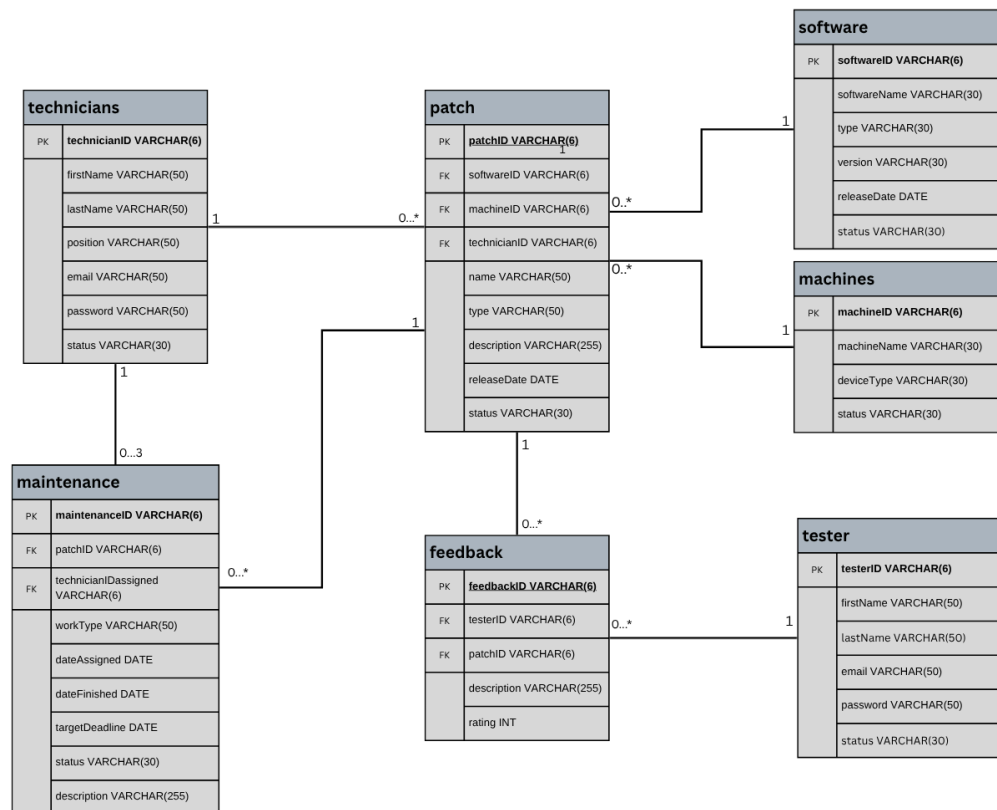 software
PK softwareID VARCHAR(6)
softwareName VARCHAR(30)
type VARCHAR(30)
version VARCHAR(30)
releaseDate DATE
status VARCHAR(30)
technicians
PK technicianID VARCHAR(6)
firstName VARCHAR(50)
lastName VARCHAR(50)
position VARCHAR(50)
email VARCHAR(50)
password VARCHAR(50)
status VARCHAR(30)
patch
PK patchID VARCHAR(6)
1
FK softwareID VARCHAR(6)
FK machineID VARCHAR(6)
FK technicianID VARCHAR(6)
name VARCHAR(50)
type VARCHAR(50)
description VARCHAR(255)
releaseDate DATE
status VARCHAR(30)
1
0..*
1
0...*
0..*
1
machines
PK machineID VARCHAR(6)
machineName VARCHAR(30)
deviceType VARCHAR(30)
status VARCHAR(30)
1
1
0...3
1
0...*
0...*
maintenance
PK maintenanceID VARCHAR(6)
FK patchID VARCHAR(6)
FK technicianIDassigned
VARCHAR(6)
workType VARCHAR(50)
dateAssigned DATE
dateFinished DATE
targetDeadline DATE
status VARCHAR(30)
description VARCHAR(255)
feedback
PK feedbackID VARCHAR(6)
FK testerID VARCHAR(6)
FK patchID VARCHAR(6)
description VARCHAR(255)
rating INT
0...*
1
tester
PK testerID VARCHAR(6)
firstName VARCHAR(50)
lastName VARCHAR(50)
email VARCHAR(50)
password VARCHAR(50)
status VARCHAR(30)